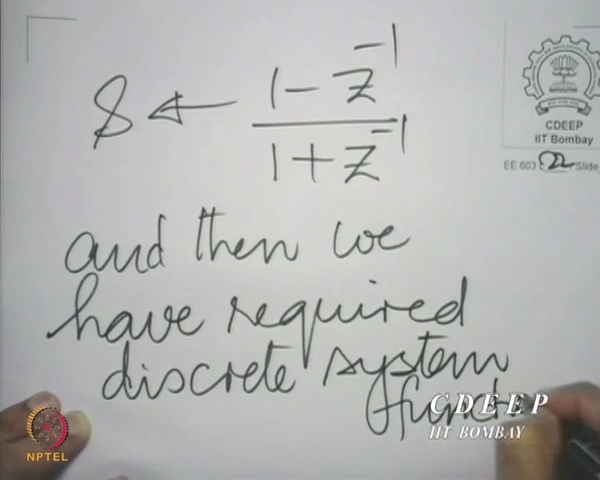 s ← (1 - z^-1) / (1 + z^-1)
and then we
have required
discrete system
CDEEP
IIT Bombay
EE 603 Slide
CDEEP
IIT BOMBAY
NPTEL